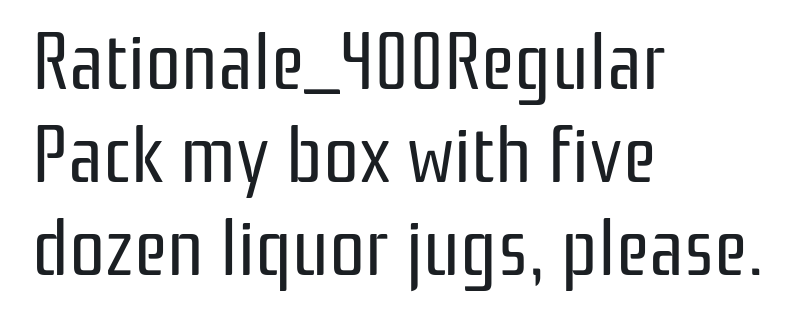 Rationale_400Regular
Pack my box with five
dozen liquor jugs, please.